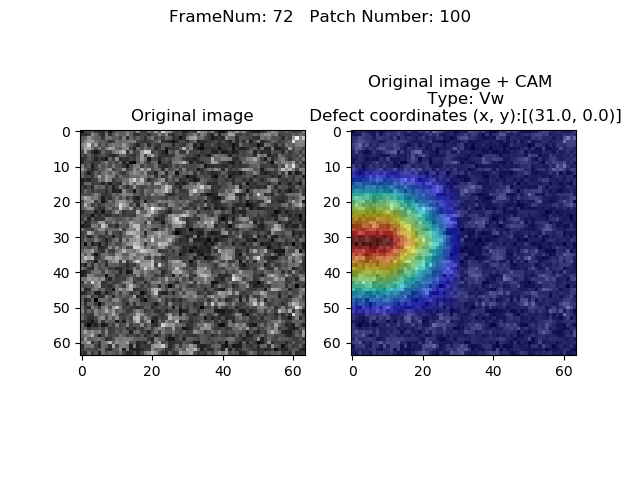 FrameNum: 72   Patch Number: 100
Original image
Original image + CAM
Type: Vw
Defect coordinates (x, y):[(31.0, 0.0)]
0
10
20
30
40
50
60
0 20 40 60
0
10
20
30
40
50
60
0 20 40 60